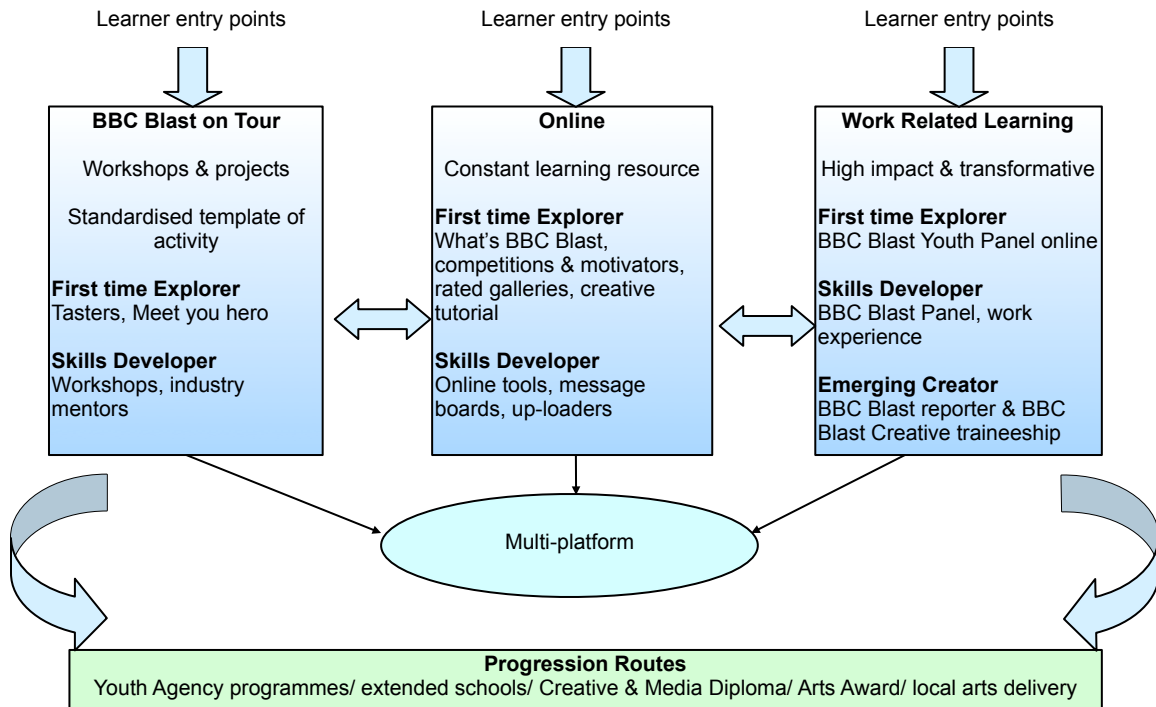 Learner entry points
Learner entry points
Learner entry points
BBC Blast on Tour
Workshops & projects
Standardised template of
activity
First time Explorer
Tasters, Meet you hero
Skills Developer
Workshops, industry
mentors
Online
Constant learning resource
First time Explorer
What's BBC Blast,
competitions & motivators,
rated galleries, creative
tutorial
Skills Developer
Online tools, message
boards, up-loaders
Work Related Learning
High impact & transformative
First time Explorer
BBC Blast Youth Panel online
Skills Developer
BBC Blast Panel, work
experience
Emerging Creator
BBC Blast reporter & BBC
Blast Creative traineeship
Multi-platform
Progression Routes
Youth Agency programmes/ extended schools/ Creative & Media Diploma/ Arts Award/ local arts delivery